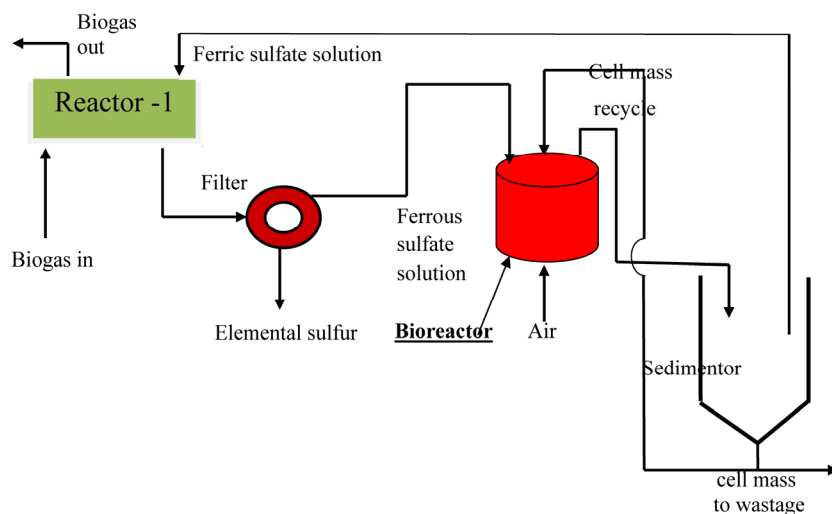 Biogas
out
Ferric sulfate solution
Reactor -1
Cell mass
recycle
Filter
Ferrous
sulfate
solution
Biogas in
Elemental sulfur
Bioreactor
Air
Sedimentor
cell mass
to wastage